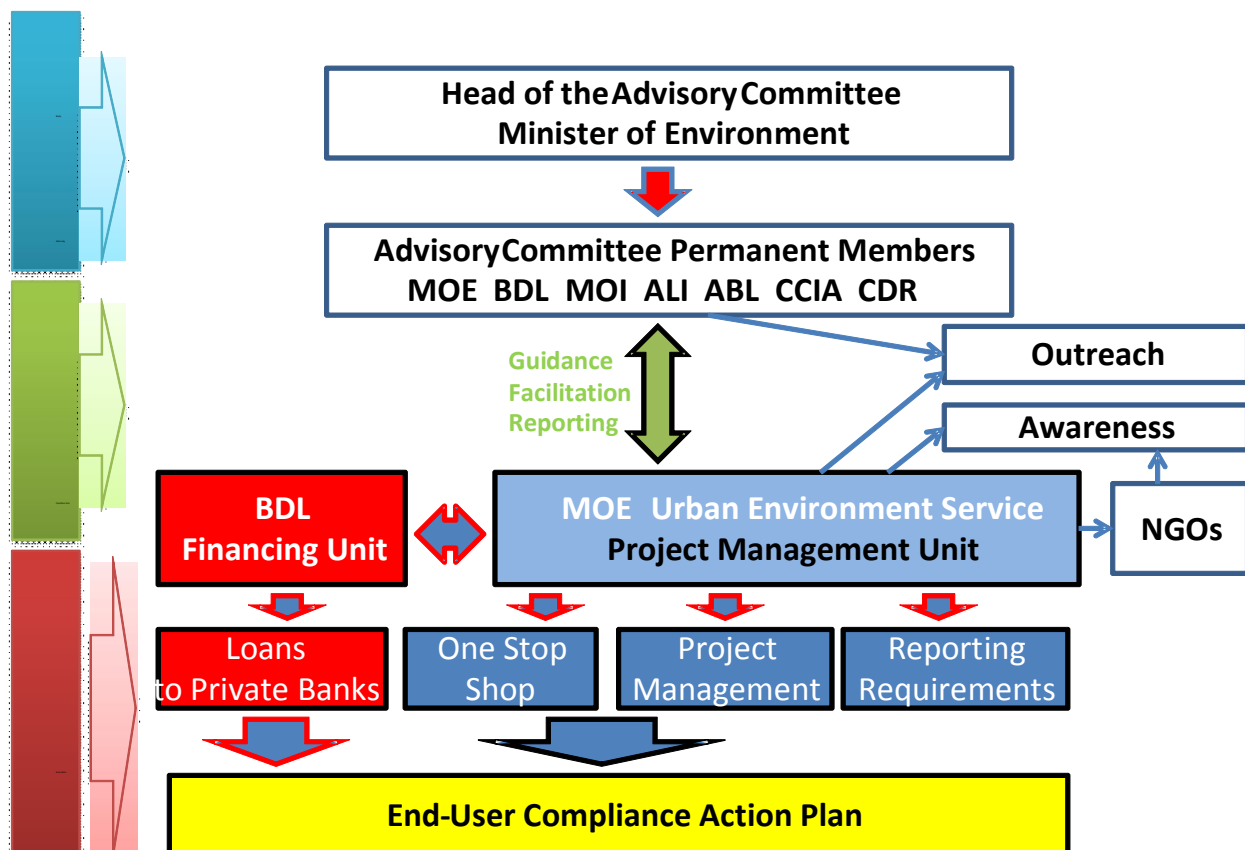 Head of the Advisory Committee
Minister of Environment
Advisory Committee Permanent Members
MOE BDL MOI ALI ABL CCIA CDR
Guidance
Facilitation
Reporting
Outreach
Awareness
BDL
Financing Unit
MOE Urban Environment Service
Project Management Unit
NGOs
Loans
to Private Banks
One Stop
Shop
Project
Management
Reporting
Requirements
End-User Compliance Action Plan